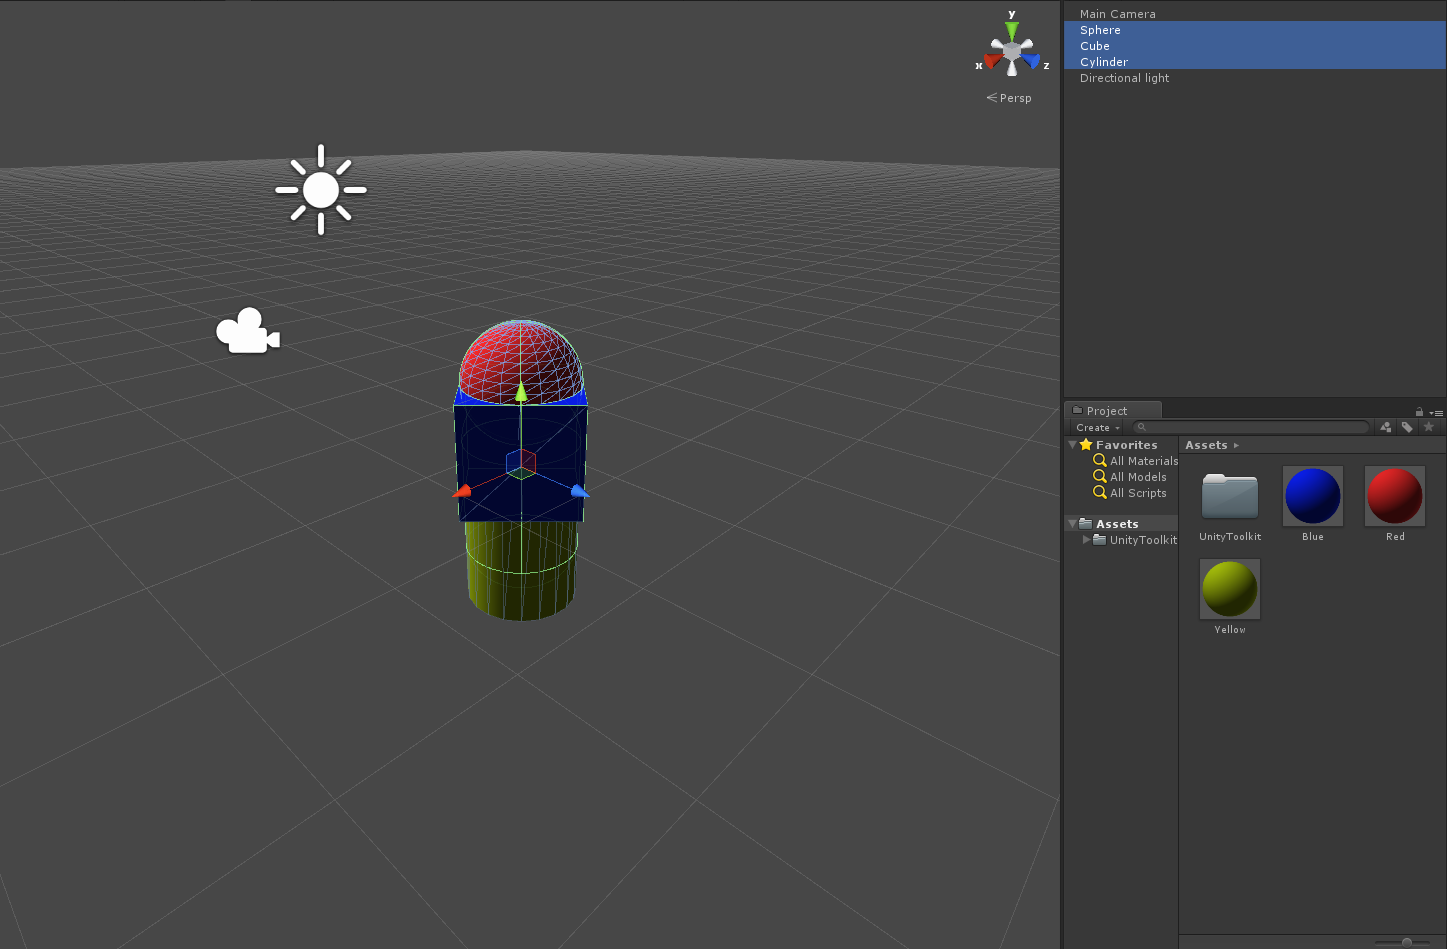 y
x
z
Persp
Main Camera
Sphere
Cube
Cylinder
Directional light
Project
Create
Favorites
All Materials
All Models
All Scripts
Assets
UnityToolkit
Assets
UnityToolkit
Blue
Red
Yellow